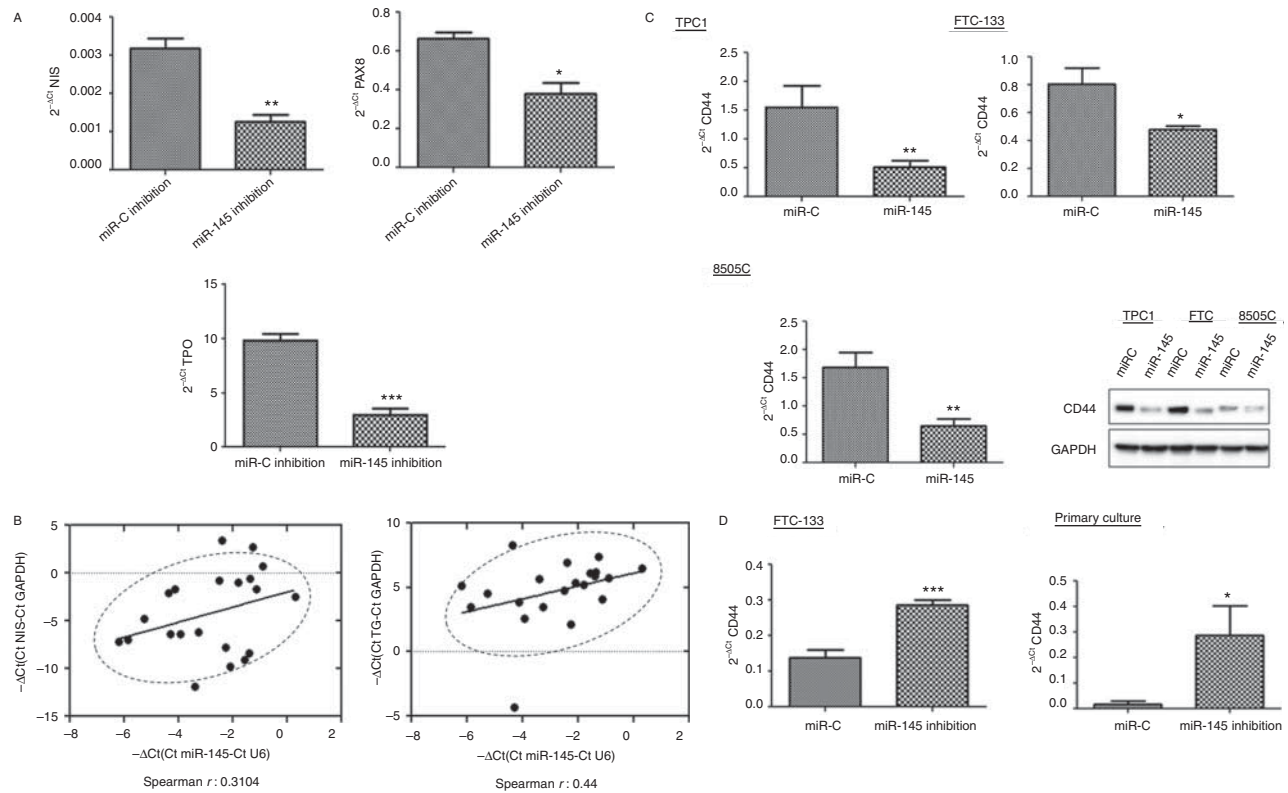 A
0.004
0.003
0.002
0.001
0.000
2–ΔCt NIS
**
miR-C inhibition
miR-145 inhibition
0.8
0.6
0.4
0.2
0.0
2–ΔCt PAX8
*
miR-C inhibition
miR-145 inhibition
15
10
5
0
2–ΔCt TPO
***
miR-C inhibition
miR-145 inhibition
B
5
0
–5
–10
–15
–ΔCt(Ct NIS-Ct GAPDH)
–8 –6 –4 –2 0 2
–ΔCt(Ct miR-145-Ct U6)
Spearman r : 0.3104
10
5
0
–5
–ΔCt(Ct TG-Ct GAPDH)
–8 –6 –4 –2 0 2
–ΔCt(Ct miR-145-Ct U6)
Spearman r : 0.44
C
TPC1
2.5
2.0
1.5
1.0
0.5
0.0
2–ΔCt CD44
**
miR-C
miR-145
FTC-133
1.0
0.8
0.6
0.4
0.2
0.0
2–ΔCt CD44
*
miR-C
miR-145
8505C
2.5
2.0
1.5
1.0
0.5
0.0
2–ΔCt CD44
**
miR-C
miR-145
TPC1 FTC 8505C
miRC miR-145 miRC miR-145 miRC miR-145
CD44
GAPDH
D
FTC-133
0.4
0.3
0.2
0.1
0.0
2–ΔCt CD44
***
miR-C
miR-145 inhibition
Primary culture
0.5
0.4
0.3
0.2
0.1
0.0
2–ΔCt CD44
*
miR-C
miR-145 inhibition